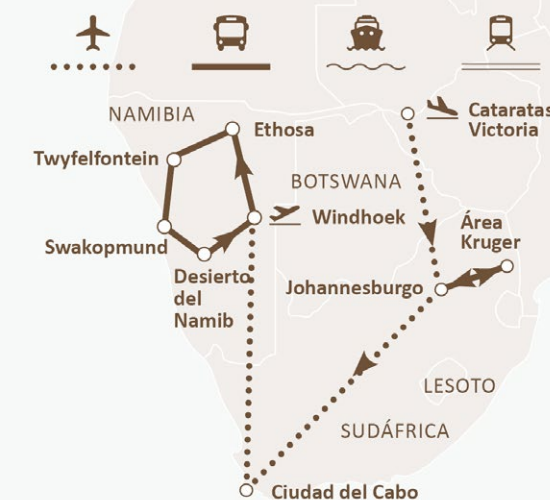 NAMIBIA
Ethosa
Cataratas
Victoria
Twyfelfontein
BOTSWANA
Windhoek
Área
Kruger
Swakopmund
Desierto
del
Namib
Johannesburgo
LESOTO
SUDÁFRICA
Ciudad del Cabo